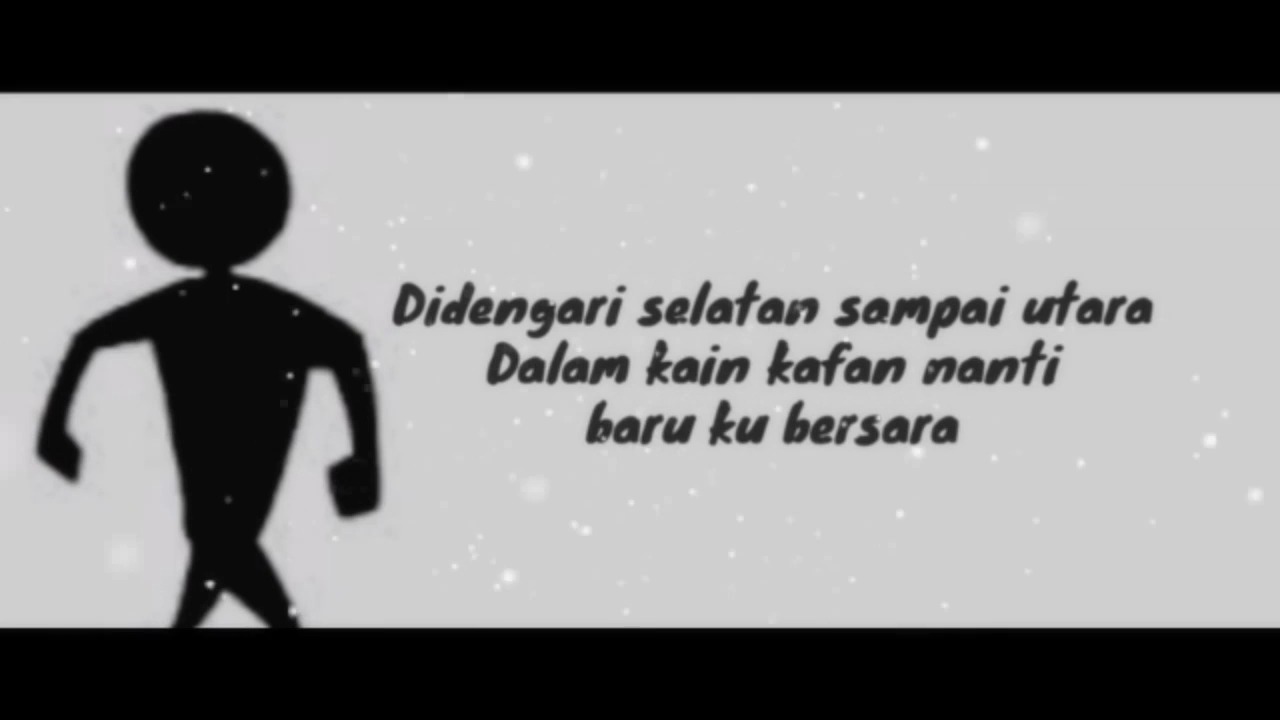 Didengari selatan sampai utara
Dalam kain kafan nanti
baru ku bersara